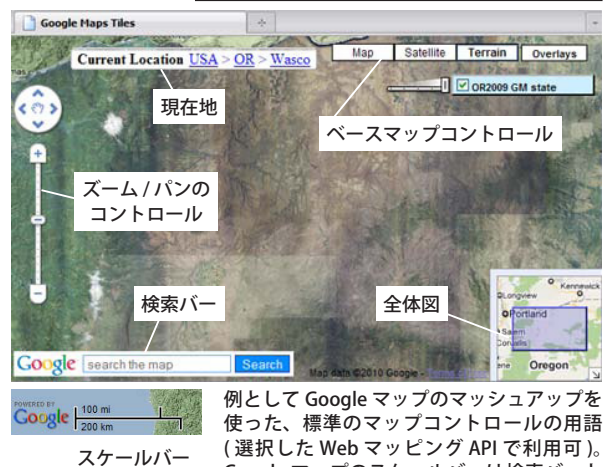 Google Maps Tiles
Current Location USA > OR > Wasco
Map
Satellite
Terrain
Overlays
OR2009 GM state
現在地
ベースマップコントロール
ズーム / パンの
コントロール
検索バー
全体図
Kennewick
Longview
Portland
Salem
Corvallis
Oregon
Google
search the map
Search
Map data ©2010 Google -
POWERED BY
Google
100 mi
200 km
スケールバー
例として Google マップのマッシュアップを
使った、標準のマップコントロールの用語
( 選択した Web マッピング API で利用可 )。